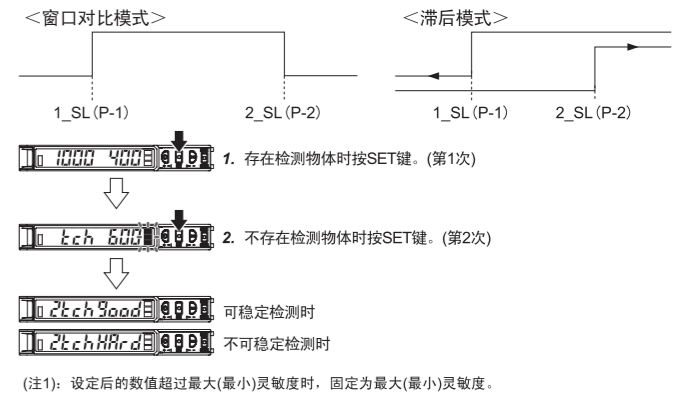 ＜窗口对比模式＞
＜滞后模式＞
1_SL(P-1)
2_SL(P-2)
1_SL(P-1)
2_SL(P-2)
1000 400
1. 存在检测物体时按SET键。(第1次)
tch 600
2. 不存在检测物体时按SET键。(第2次)
2tchGood
可稳定检测时
2tchHArd
不可稳定检测时
(注1)：设定后的数值超过最大(最小)灵敏度时，固定为最大(最小)灵敏度。